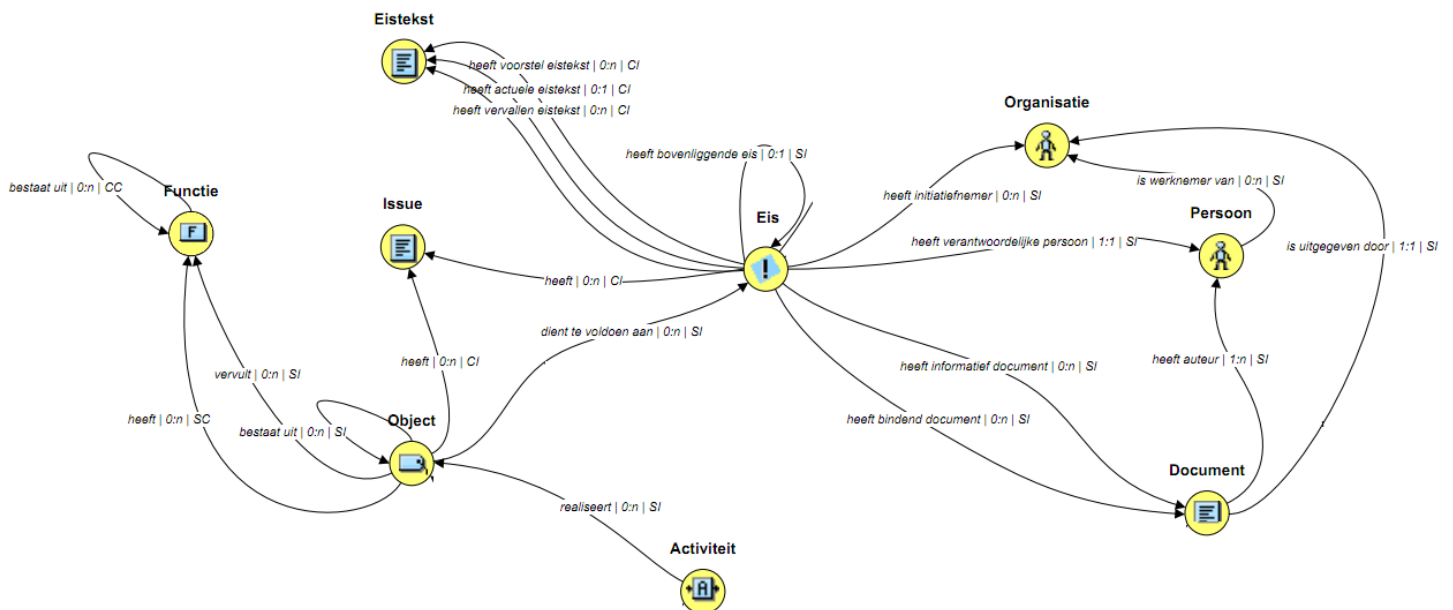 Eistekst
heeft voorstel eistekst | 0:n | CI
heeft actuele eistekst | 0:1 | CI
heeft vervallen eistekst | 0:n | CI
Organisatie
heeft bovenliggende eis | 0:1 | SI
is werknemer van | 0:n | SI
bestaat uit | 0:n | CC
Functie
F
Issue
Eis
!
heeft initiatiefnemer | 0:n | SI
Persoon
heeft verantwoordelijke persoon | 1:1 | SI
is uitgegeven door | 1:1 | SI
heeft | 0:n | CI
dient te voldoen aan | 0:n | SI
heeft | 0:n | CI
heeft informatief document | 0:n | SI
heeft auteur | 1:n | SI
vervult | 0:n | SI
heeft | 0:n | SC
bestaat uit | 0:n | SI
Object
heeft bindend document | 0:n | SI
Document
realiseert | 0:n | SI
Activiteit
A